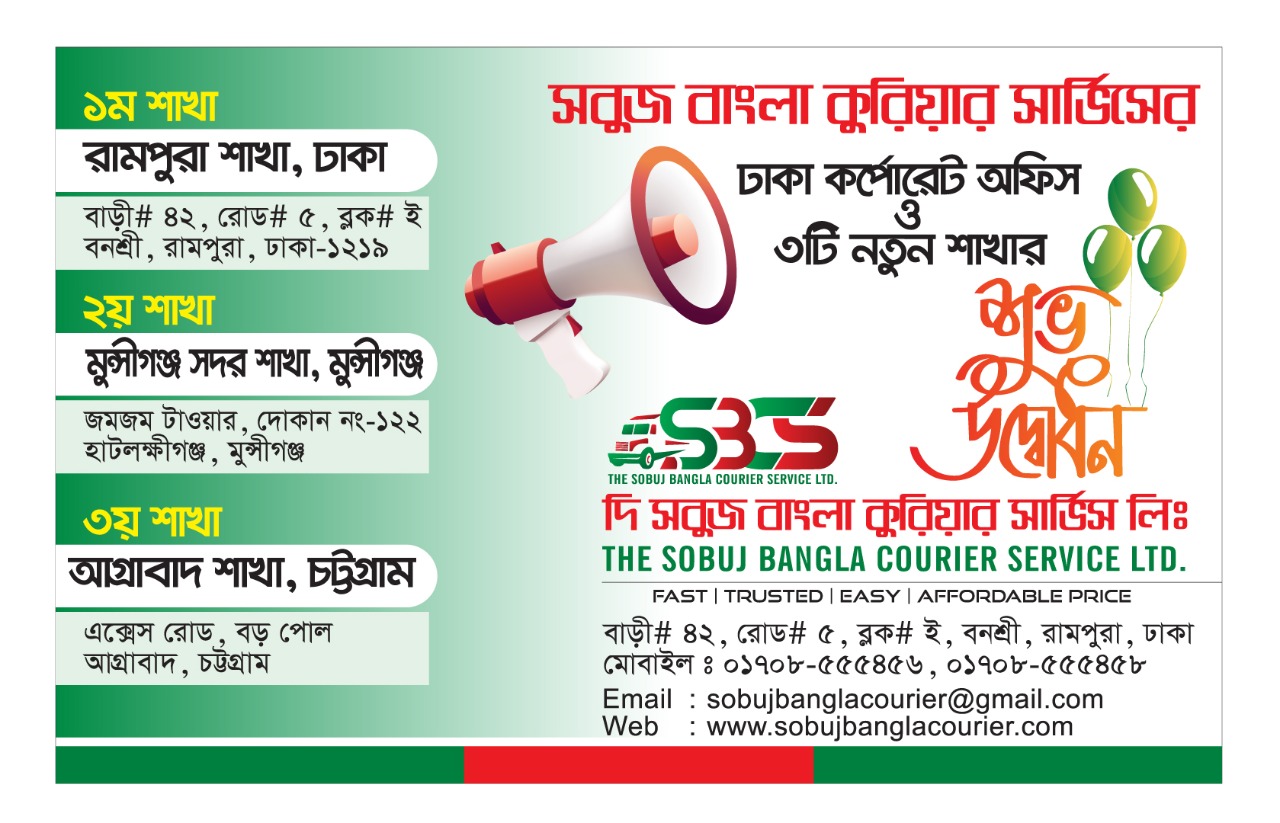 ১ম শাখা
রামপুরা শাখা, ঢাকা
বাড়ী# ৪২, রোড# ৫, ব্লক# ই
বনশ্রী, রামপুরা, ঢাকা-১২১৯
২য় শাখা
মুন্সীগঞ্জ সদর শাখা, মুন্সীগঞ্জ
জমজম টাওয়ার, দোকান নং-১২২
হাটলক্ষীগঞ্জ, মুন্সীগঞ্জ
৩য় শাখা
আগ্রাবাদ শাখা, চট্টগ্রাম
এক্সেস রোড, বড় পোল
আগ্রাবাদ, চট্টগ্রাম
সবুজ বাংলা কুরিয়ার সার্ভিসের
ঢাকা কর্পোরেট অফিস
ও
৩টি নতুন শাখার
শুভ
উদ্বোধন
SBCS
THE SOBUJ BANGLA COURIER SERVICE LTD.
দি সবুজ বাংলা কুরিয়ার সার্ভিস লিঃ
THE SOBUJ BANGLA COURIER SERVICE LTD.
FAST | TRUSTED | EASY | AFFORDABLE PRICE
বাড়ী# ৪২, রোড# ৫, ব্লক# ই, বনশ্রী, রামপুরা, ঢাকা
মোবাইল ঃ ০১৭০৮-৫৫৫৪৫৬, ০১৭০৮-৫৫৫৪৫৮
Email : sobujbanglacourier@gmail.com
Web : www.sobujbanglacourier.com